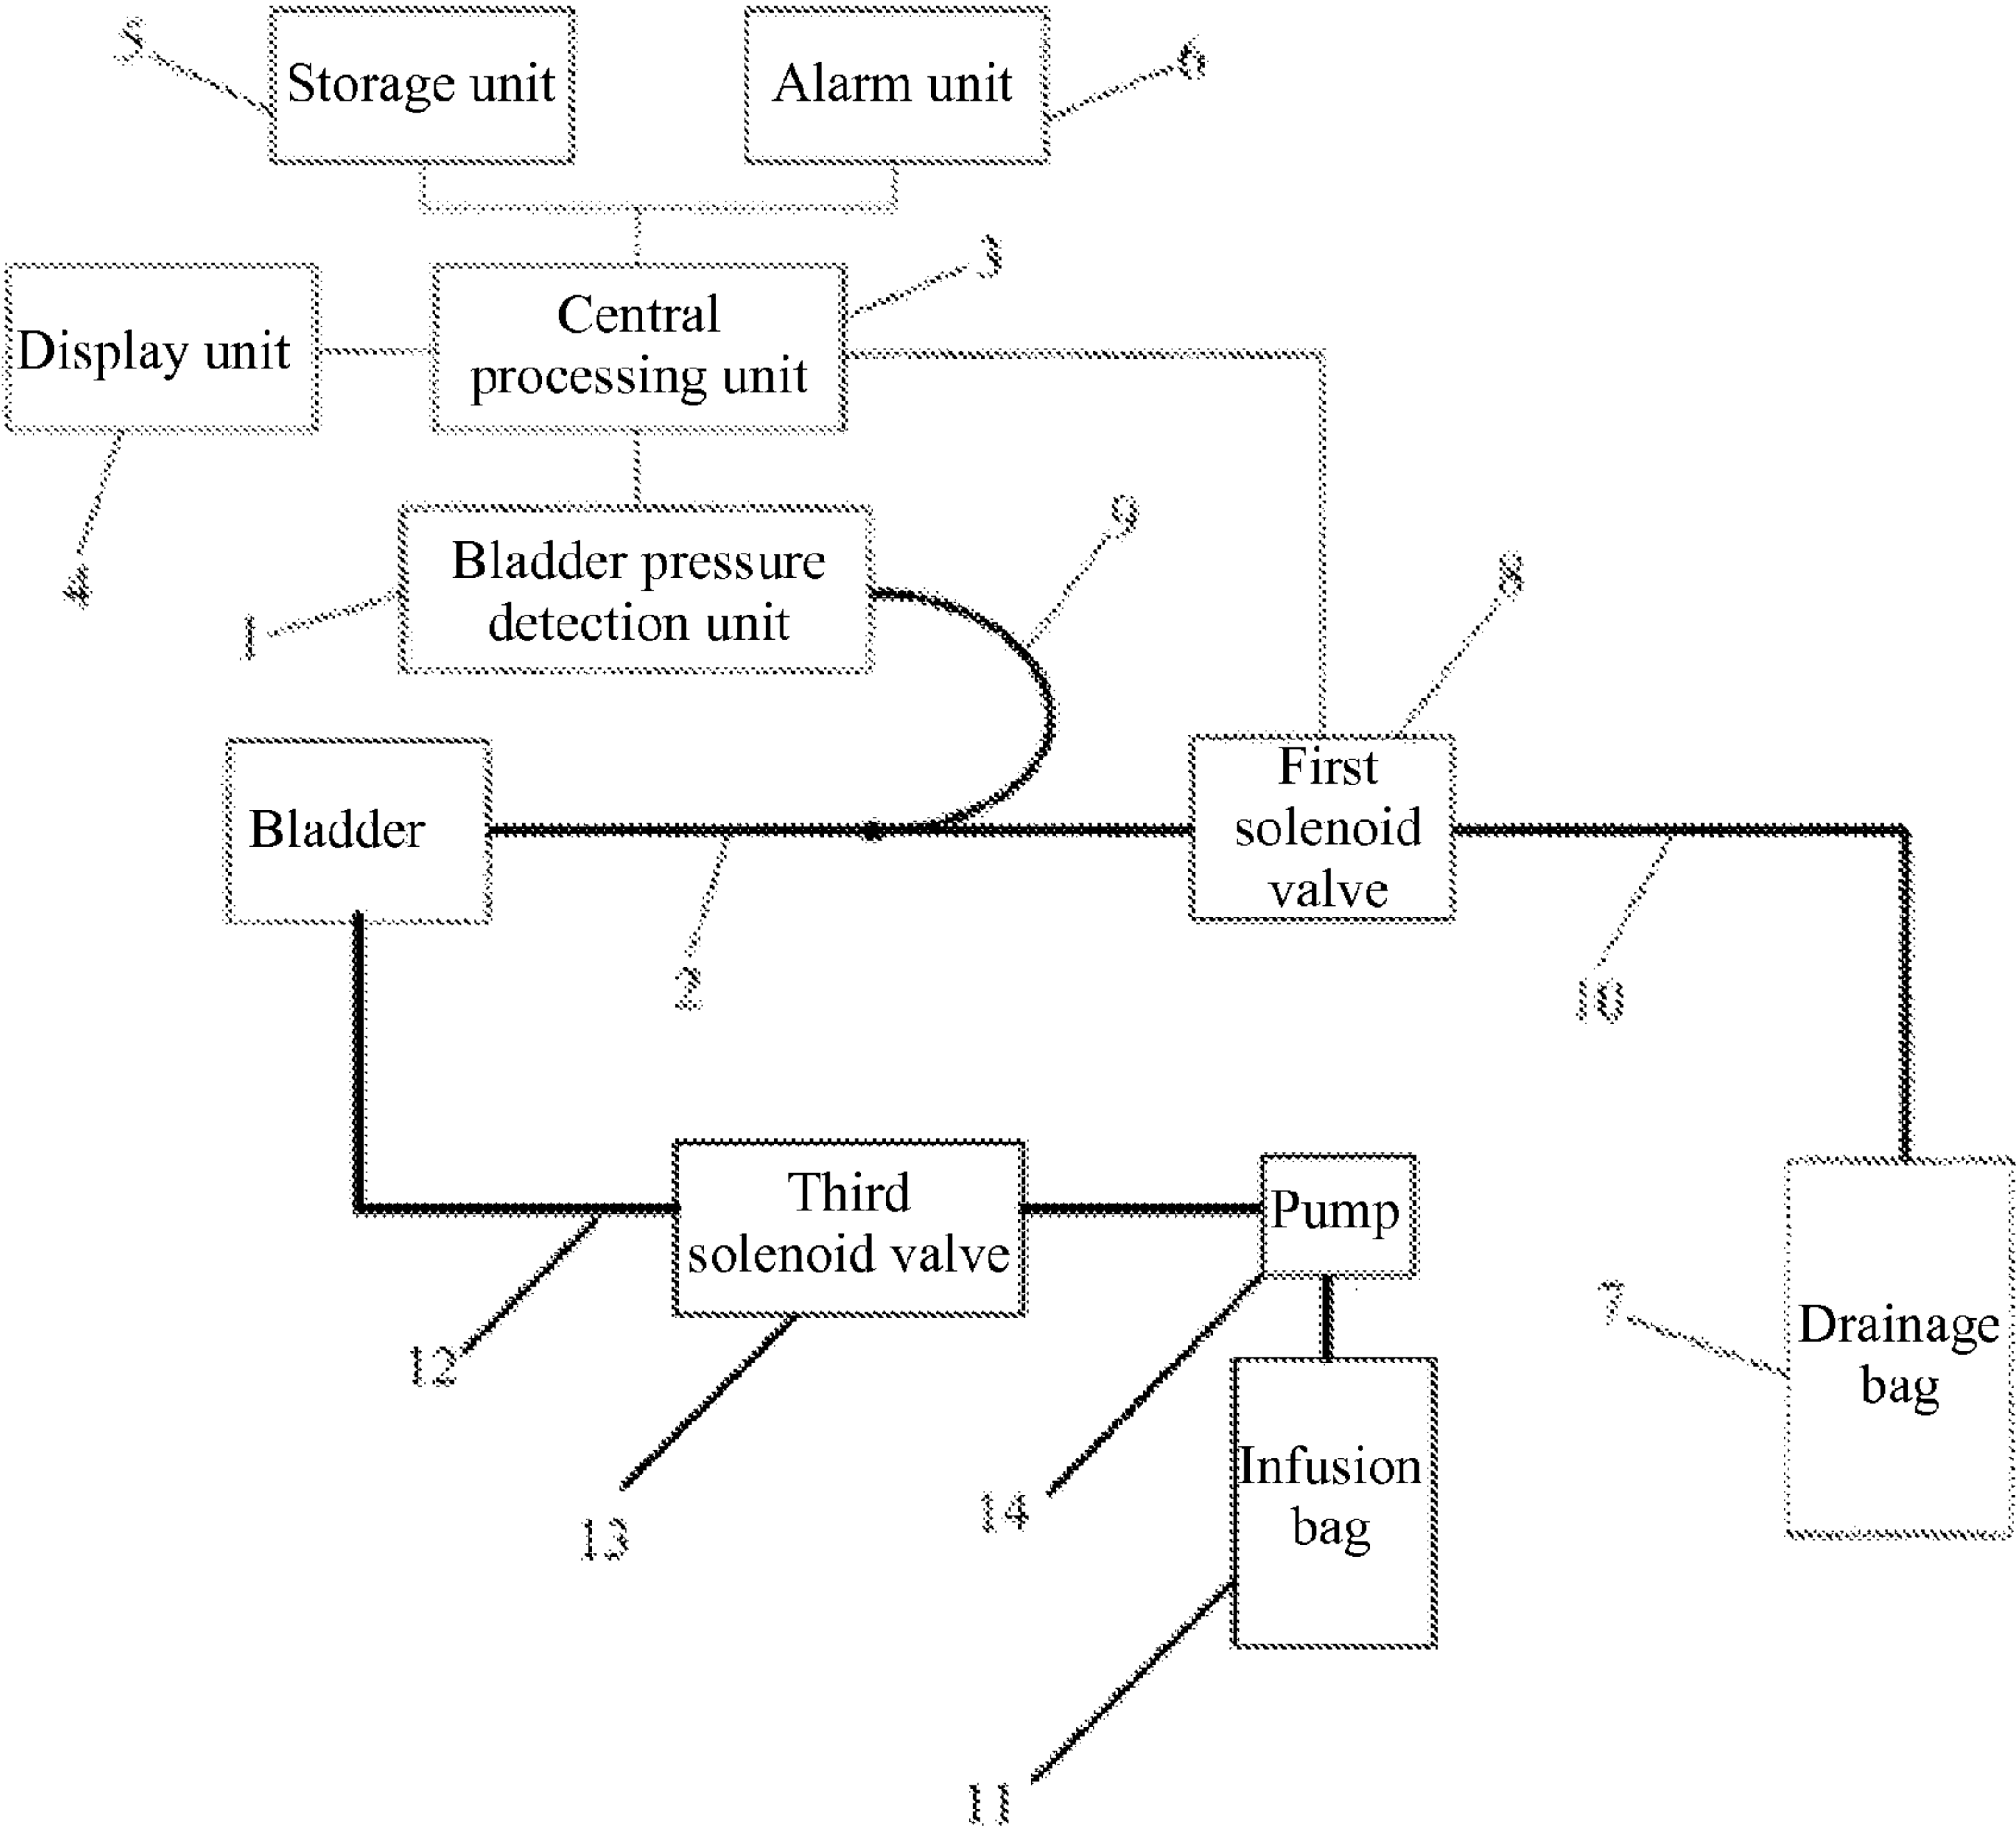 5
Storage unit
Alarm unit
6
3
Display unit
Central
processing unit
4
9
8
1
Bladder pressure
detection unit
Bladder
First
solenoid
valve
2
10
Third
solenoid valve
Pump
7
Drainage
bag
12
13
14
Infusion
bag
11